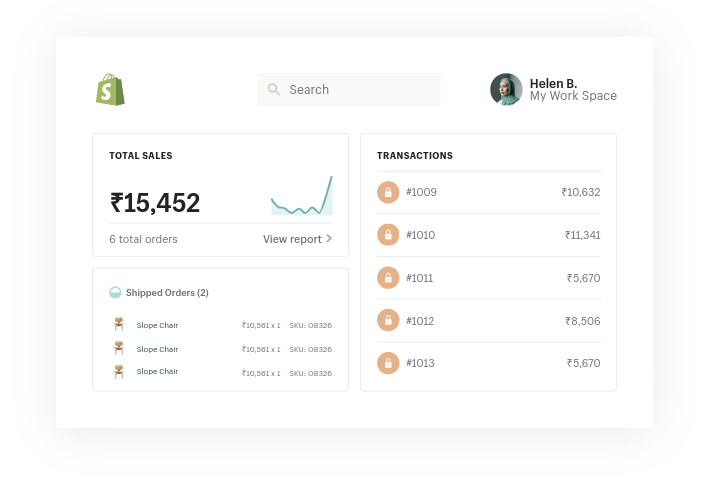 S
Search
Helen B.
My Work Space
TOTAL SALES
₹15,452
6 total orders
View report
Shipped Orders (2)
Slope Chair ₹10,561 x 1 SKU: OB326
Slope Chair ₹10,561 x 1 SKU: OB326
Slope Chair ₹10,561 x 1 SKU: OB326
TRANSACTIONS
#1009 ₹10,632
#1010 ₹11,341
#1011 ₹5,670
#1012 ₹8,506
#1013 ₹5,670